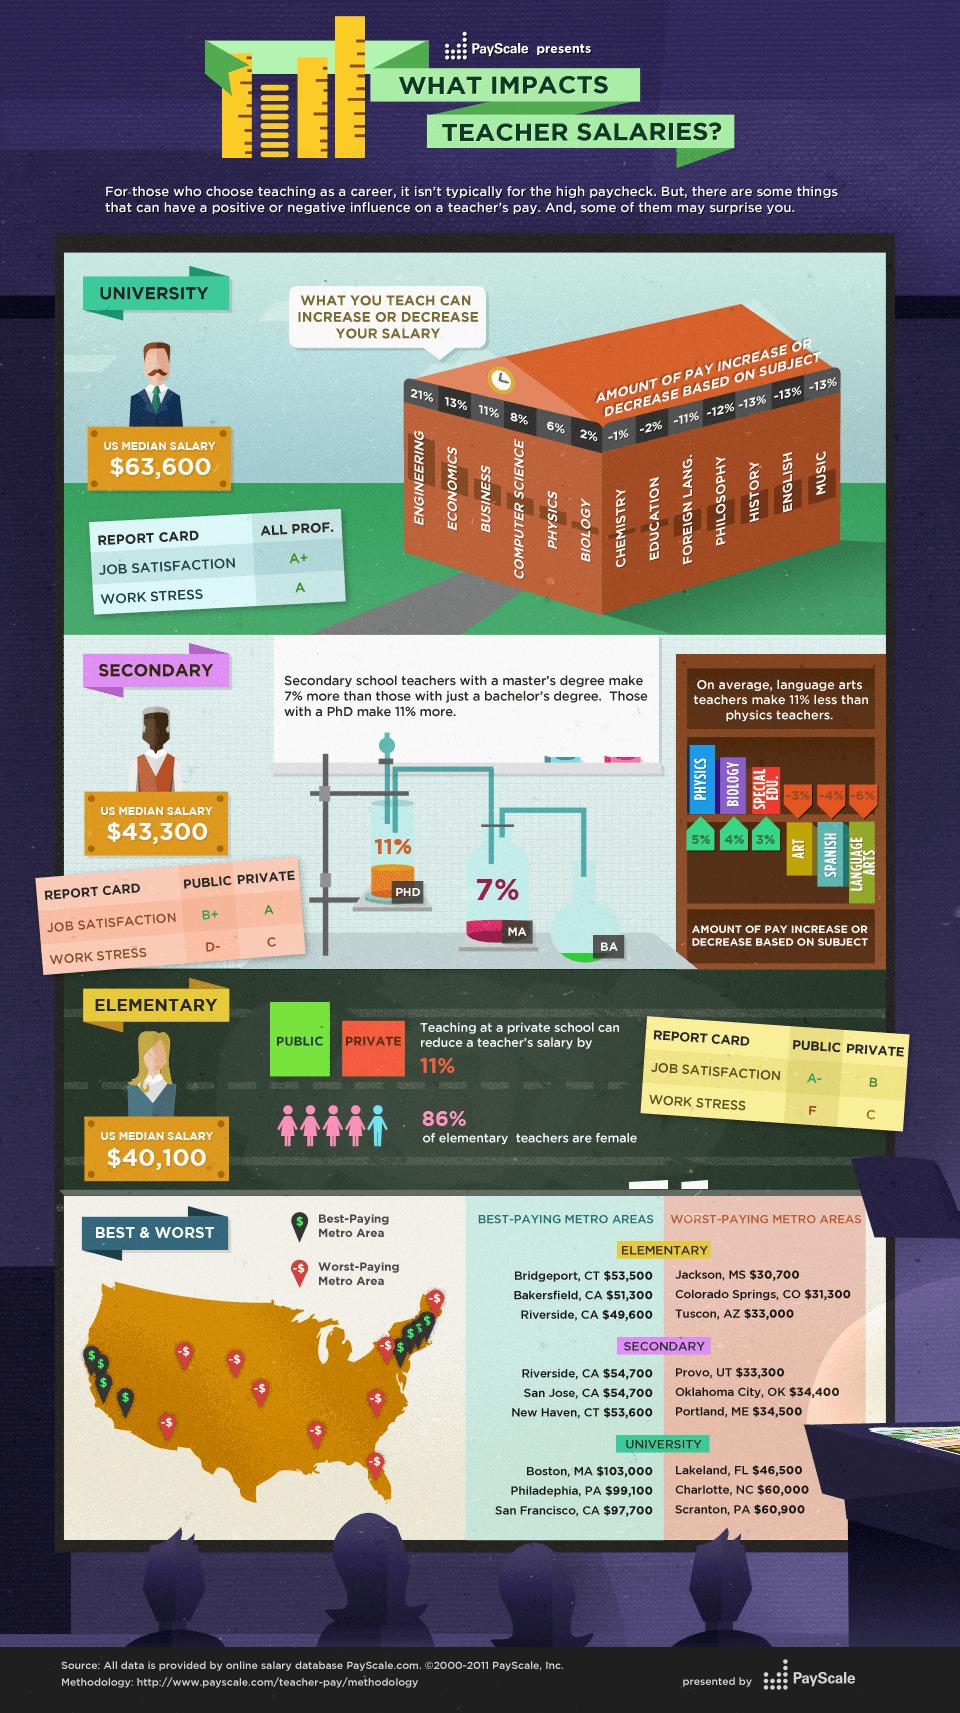 PayScale presents
WHAT IMPACTS
TEACHER SALARIES?
For those who choose teaching as a career, it isn't typically for the high paycheck. But, there are some things
that can have a positive or negative influence on a teacher's pay. And, some of them may surprise you.
UNIVERSITY
WHAT YOU TEACH CAN
INCREASE OR DECREASE
YOUR SALARY
AMOUNT OF PAY INCREASE OR
DECREASE BASED ON SUBJECT
21% 13% 11% 8% 6% 2% -1% -2% -11% -12% -13% -13% -13%
ENGINEERING
ECONOMICS
BUSINESS
COMPUTER SCIENCE
PHYSICS
BIOLOGY
CHEMISTRY
EDUCATION
FOREIGN LANG.
PHILOSOPHY
HISTORY
ENGLISH
MUSIC
US MEDIAN SALARY
$63,600
REPORT CARD ALL PROF.
JOB SATISFACTION A+
WORK STRESS A
SECONDARY
Secondary school teachers with a master's degree make
7% more than those with just a bachelor's degree. Those
with a PhD make 11% more.
US MEDIAN SALARY
$43,300
REPORT CARD PUBLIC PRIVATE
JOB SATISFACTION B+ A
WORK STRESS D- C
11%
PHD
7%
MA
BA
On average, language arts
teachers make 11% less than
physics teachers.
PHYSICS
BIOLOGY
SPECIAL
EDU.
-3% -4% -6%
5% 4% 3%
ART
SPANISH
LANGUAGE
ARTS
AMOUNT OF PAY INCREASE OR
DECREASE BASED ON SUBJECT
ELEMENTARY
US MEDIAN SALARY
$40,100
PUBLIC PRIVATE
Teaching at a private school can
reduce a teacher's salary by
11%
86%
of elementary teachers are female
REPORT CARD PUBLIC PRIVATE
JOB SATISFACTION A- B
WORK STRESS F C
BEST & WORST
$ Best-Paying
Metro Area
-$ Worst-Paying
Metro Area
-$
$
$
$
-$
$
$
$
-$
-$
$
$
-$
-$
-$
-$
-$
BEST-PAYING METRO AREAS WORST-PAYING METRO AREAS
ELEMENTARY
Bridgeport, CT $53,500 Jackson, MS $30,700
Bakersfield, CA $51,300 Colorado Springs, CO $31,300
Riverside, CA $49,600 Tuscon, AZ $33,000
SECONDARY
Riverside, CA $54,700 Provo, UT $33,300
San Jose, CA $54,700 Oklahoma City, OK $34,400
New Haven, CT $53,600 Portland, ME $34,500
UNIVERSITY
Boston, MA $103,000 Lakeland, FL $46,500
Philadephia, PA $99,100 Charlotte, NC $60,000
San Francisco, CA $97,700 Scranton, PA $60,900
Source: All data is provided by online salary database PayScale.com. ©2000-2011 PayScale, Inc.
Methodology: http://www.payscale.com/teacher-pay/methodology
presented by PayScale